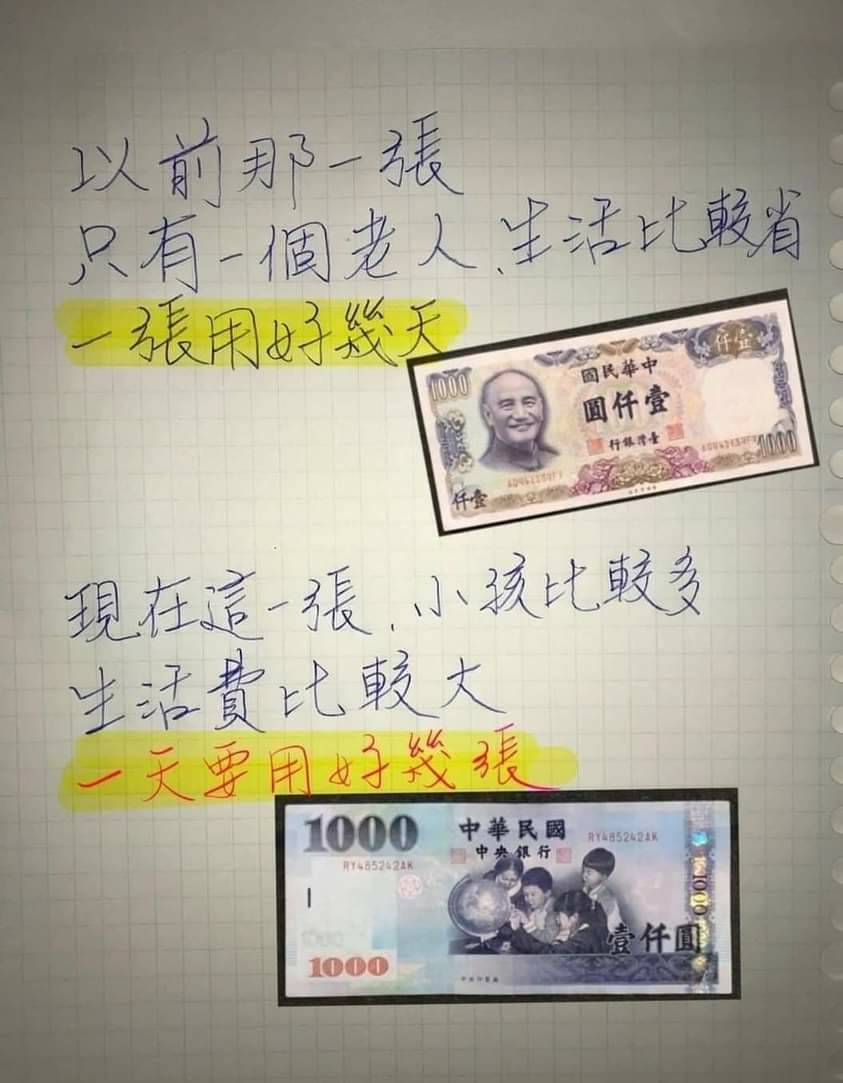 以前那一張
只有一個老人、生活比較省
一張用好幾天
1000
仟壹
國民華中
圓仟壹
行銀灣臺
1000
仟壹
現在這一張、小孩比較多
生活費比較大
一天要用好幾張
1000
中華民國
中央銀行
RY485242AK
RY485242AK
1000
壹仟圓
1000